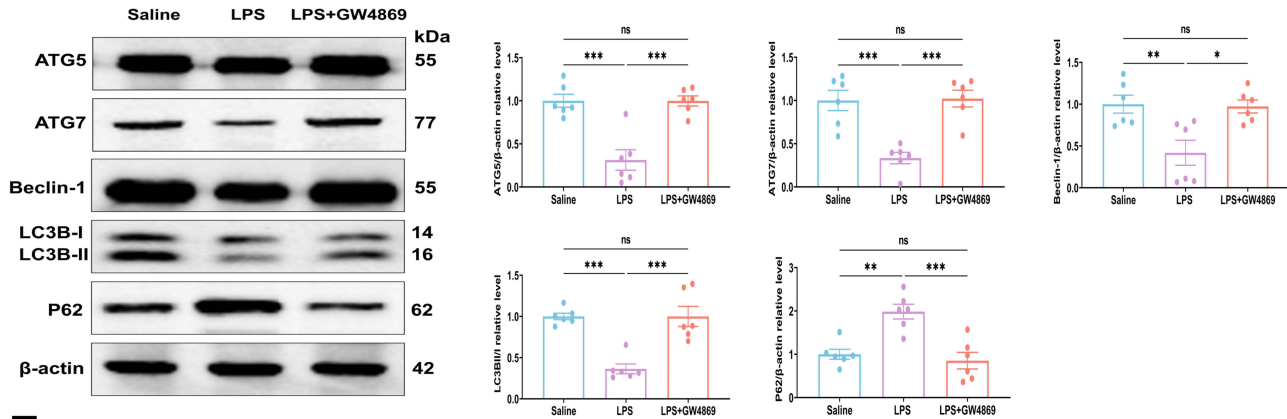 Saline LPS LPS+GW4869
kDa
ATG5 55
ATG7 77
Beclin-1 55
LC3B-I 14
LC3B-II 16
P62 62
β-actin 42
ATG5/β-actin relative level
1.5
1.0
0.5
0.0
ns
*** ***
Saline LPS LPS+GW4869
ATG7/β-actin relative level
1.5
1.0
0.5
0.0
ns
*** ***
Saline LPS LPS+GW4869
Beclin-1/β-actin relative level
1.5
1.0
0.5
0.0
ns
** *
Saline LPS LPS+GW4869
LC3BII/I relative level
1.5
1.0
0.5
0.0
ns
*** ***
Saline LPS LPS+GW4869
P62/β-actin relative level
3
2
1
0
ns
** ***
Saline LPS LPS+GW4869